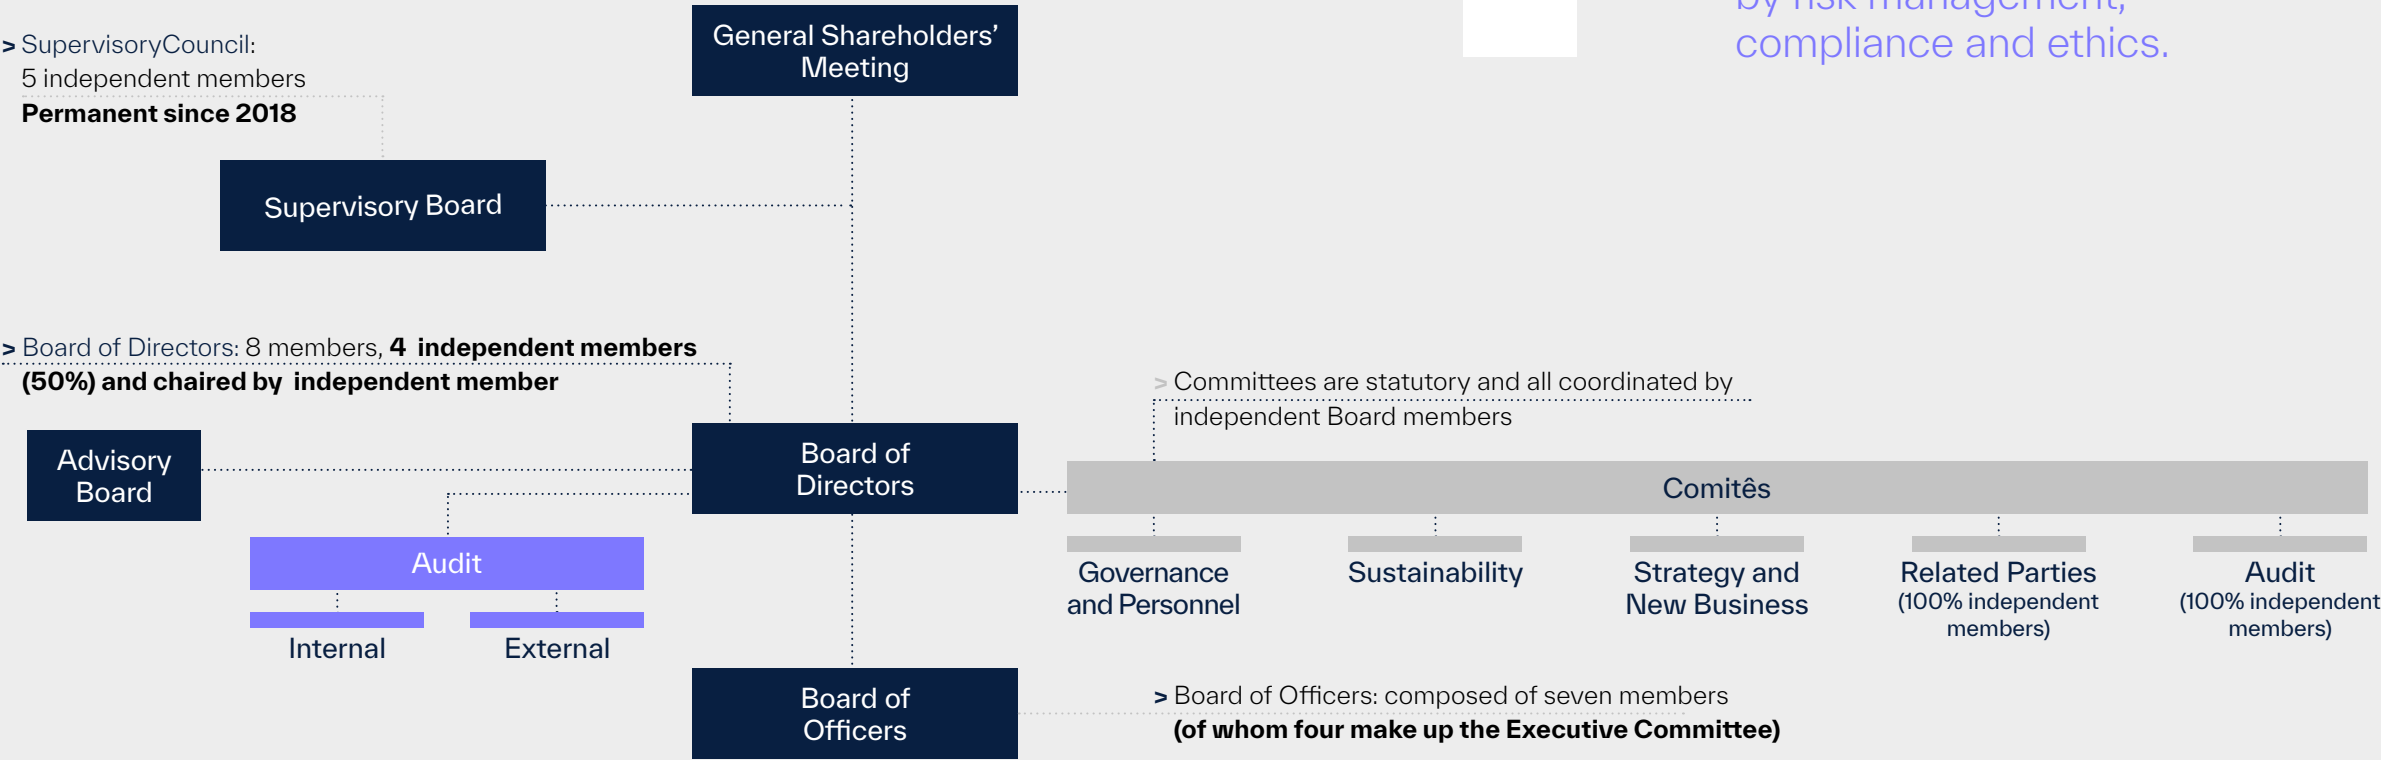 by risk management,
compliance and ethics.
> SupervisoryCouncil:
5 independent members
Permanent since 2018
General Shareholders’
Meeting
Supervisory Board
> Board of Directors: 8 members, 4 independent members
(50%) and chaired by independent member
Advisory
Board
Board of
Directors
> Committees are statutory and all coordinated by
independent Board members
Comitês
Audit
Internal
External
Governance
and Personnel
Sustainability
Strategy and
New Business
Related Parties
(100% independent
members)
Audit
(100% independent
members)
Board of
Officers
> Board of Officers: composed of seven members
(of whom four make up the Executive Committee)